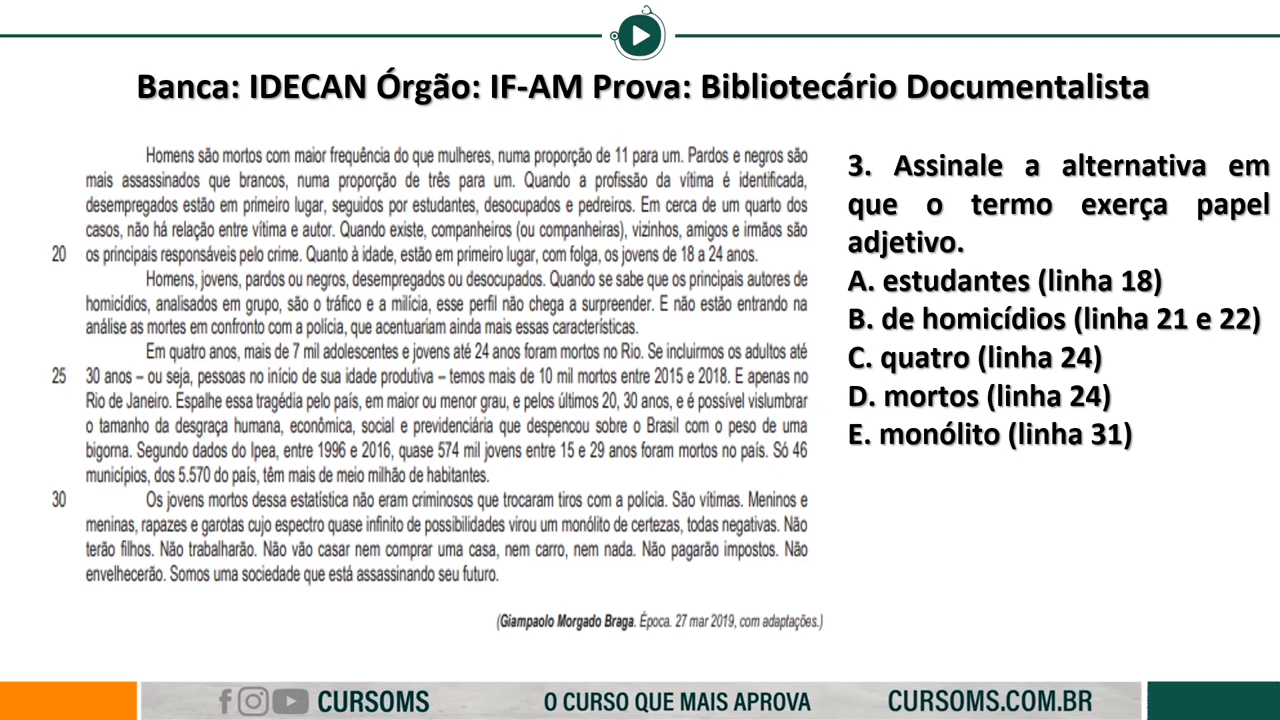 Banca: IDECAN Órgão: IF-AM Prova: Bibliotecário Documentalista
Homens são mortos com maior frequência do que mulheres, numa proporção de 11 para um. Pardos e negros são
mais assassinados que brancos, numa proporção de três para um. Quando a profissão da vítima é identificada,
desempregados estão em primeiro lugar, seguidos por estudantes, desocupados e pedreiros. Em cerca de um quarto dos
casos, não há relação entre vítima e autor. Quando existe, companheiros (ou companheiras), vizinhos, amigos e irmãos são
20 os principais responsáveis pelo crime. Quanto à idade, estão em primeiro lugar, com folga, os jovens de 18 a 24 anos.
Homens, jovens, pardos ou negros, desempregados ou desocupados. Quando se sabe que os principais autores de
homicídios, analisados em grupo, são o tráfico e a milícia, esse perfil não chega a surpreender. E não estão entrando na
análise as mortes em confronto com a polícia, que acentuariam ainda mais essas características.
Em quatro anos, mais de 7 mil adolescentes e jovens até 24 anos foram mortos no Rio. Se incluirmos os adultos até
25 30 anos – ou seja, pessoas no início de sua idade produtiva – temos mais de 10 mil mortos entre 2015 e 2018. E apenas no
Rio de Janeiro. Espalhe essa tragédia pelo país, em maior ou menor grau, e pelos últimos 20, 30 anos, e é possível vislumbrar
o tamanho da desgraça humana, econômica, social e previdenciária que despencou sobre o Brasil com o peso de uma
bigorna. Segundo dados do Ipea, entre 1996 e 2016, quase 574 mil jovens entre 15 e 29 anos foram mortos no país. Só 46
municípios, dos 5.570 do país, têm mais de meio milhão de habitantes.
30 Os jovens mortos dessa estatística não eram criminosos que trocaram tiros com a polícia. São vítimas. Meninos e
meninas, rapazes e garotas cujo espectro quase infinito de possibilidades virou um monólito de certezas, todas negativas. Não
terão filhos. Não trabalharão. Não vão casar nem comprar uma casa, nem carro, nem nada. Não pagarão impostos. Não
envelhecerão. Somos uma sociedade que está assassinando seu futuro.
(Giampaolo Morgado Braga. Época. 27 mar 2019, com adaptações.)
3. Assinale a alternativa em
que o termo exerça papel
adjetivo.
A. estudantes (linha 18)
B. de homicídios (linha 21 e 22)
C. quatro (linha 24)
D. mortos (linha 24)
E. monólito (linha 31)
CURSOMS O CURSO QUE MAIS APROVA CURSOMS.COM.BR